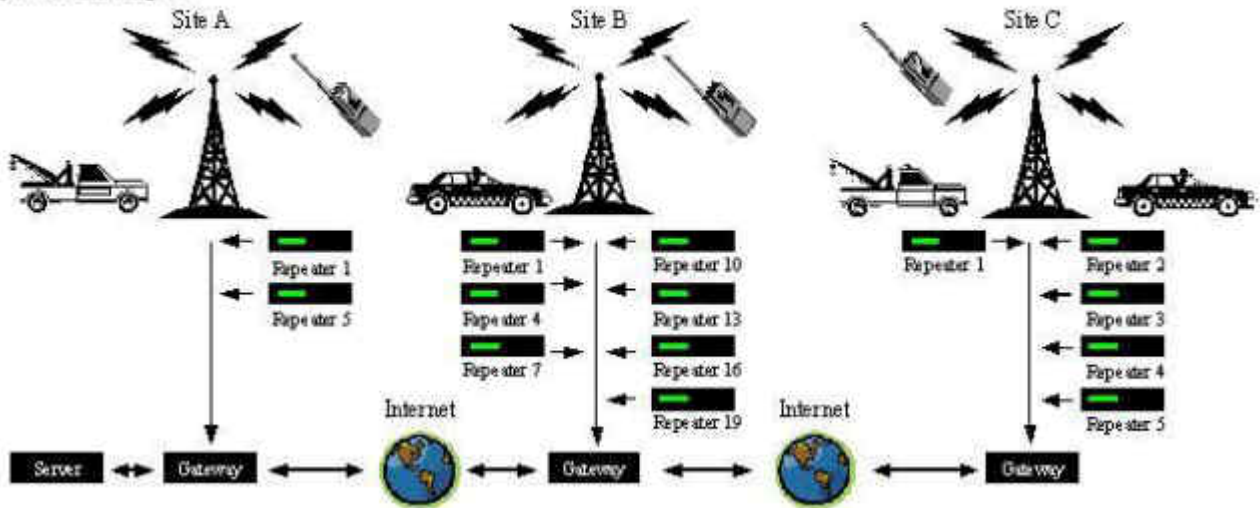 Site A
Site B
Site C
Repeater 1
Repeater 5
Repeater 1
Repeater 10
Repeater 4
Repeater 13
Repeater 7
Repeater 16
Repeater 19
Repeater 1
Repeater 2
Repeater 3
Repeater 4
Repeater 5
Internet
Internet
Server
Gateway
Gateway
Gateway